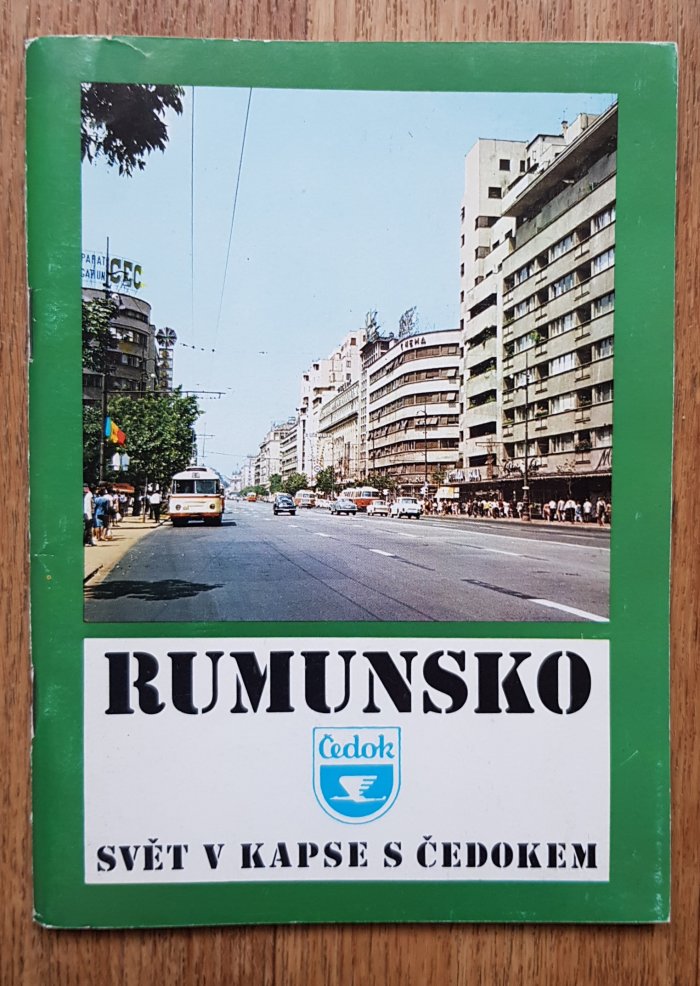 CEC
RUMUNSKO
Čedok
SVĚT V KAPSE S ČEDOKEM